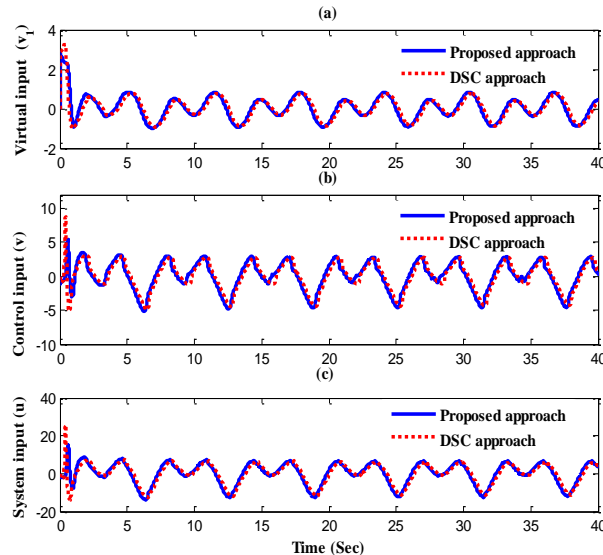 (a)
Virtual input (v1)
4
2
0
-2
Proposed approach
DSC approach
0 5 10 15 20 25 30 35 40
(b)
Control input (v)
10
5
0
-5
-10
Proposed approach
DSC approach
0 5 10 15 20 25 30 35 40
(c)
System input (u)
40
20
0
-20
Proposed approach
DSC approach
0 5 10 15 20 25 30 35 40
Time (Sec)